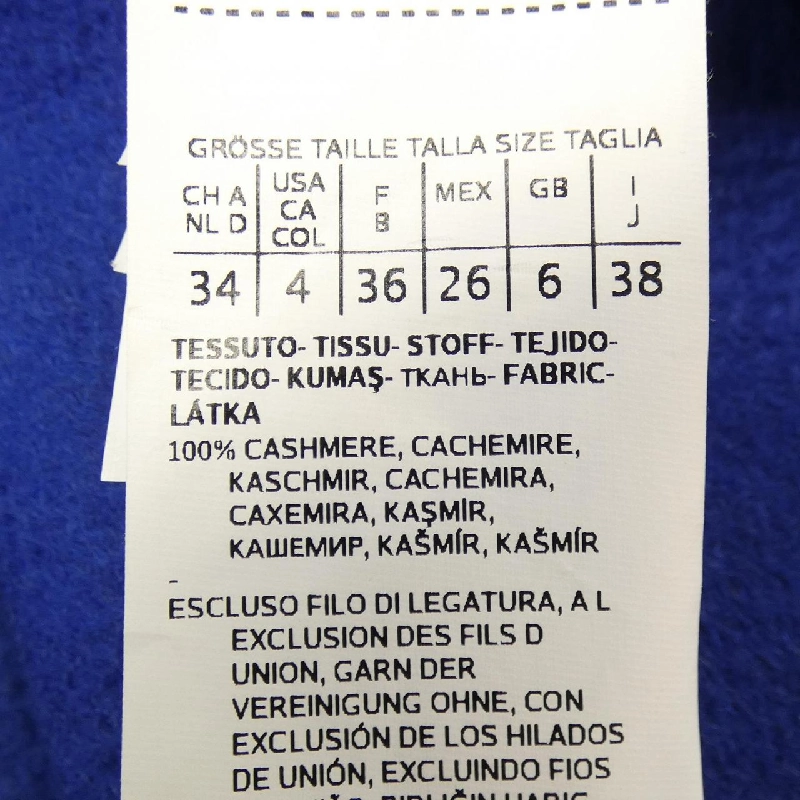 GRÖSSE TAILLE TALLA SIZE TAGLIA
CH A USA F MEX GB I
NL D CA B J
COL
34 4 36 26 6 38
TESSUTO- TISSU- STOFF- TEJIDO-
TECIDO- KUMAŞ- ТКАНЬ- FABRIC-
LÁTKA
100% CASHMERE, CACHEMIRE,
KASCHMIR, CACHEMIRA,
CAXEMIRA, KAŞMİR,
КАШЕМИР, KAŠMÍR, KAŠMÍR
-
ESCLUSO FILO DI LEGATURA, A L
EXCLUSION DES FILS D
UNION, GARN DER
VEREINIGUNG OHNE, CON
EXCLUSIÓN DE LOS HILADOS
DE UNIÓN, EXCLUINDO FIOS